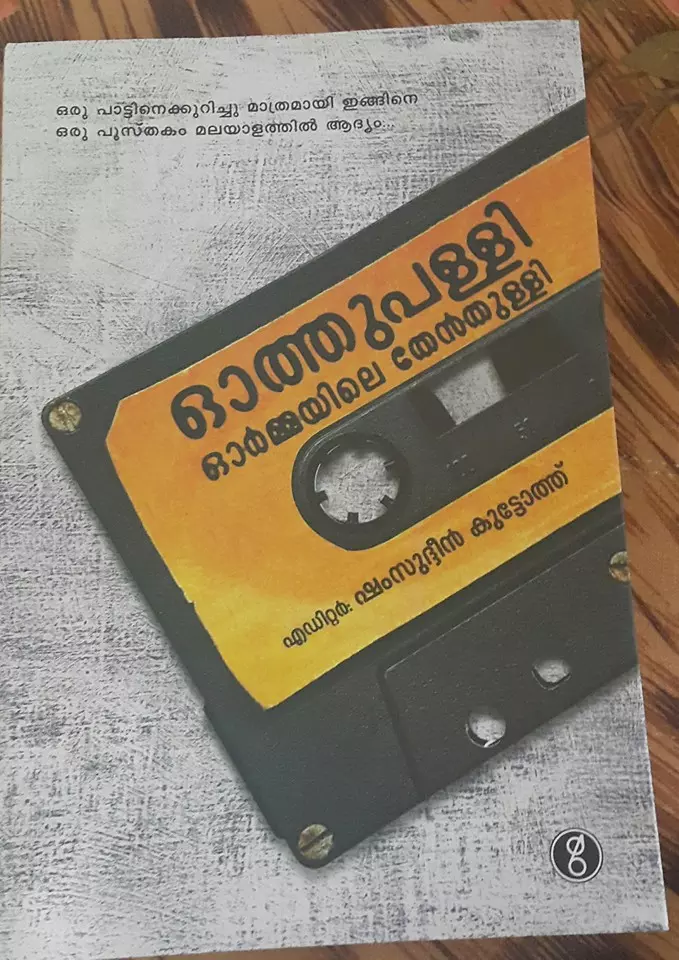 ഒരു പാട്ടിനെക്കുറിച്ചു മാത്രമായി ഇങ്ങിനെ
ഒരു പുസ്തകം മലയാളത്തിൽ ആദ്യം...
ഓത്തുപള്ളി
ഓർമ്മയിലെ തേൻതുള്ളി
എഡിറ്റർ: ഷംസുദ്ദീൻ കുട്ടോത്ത്